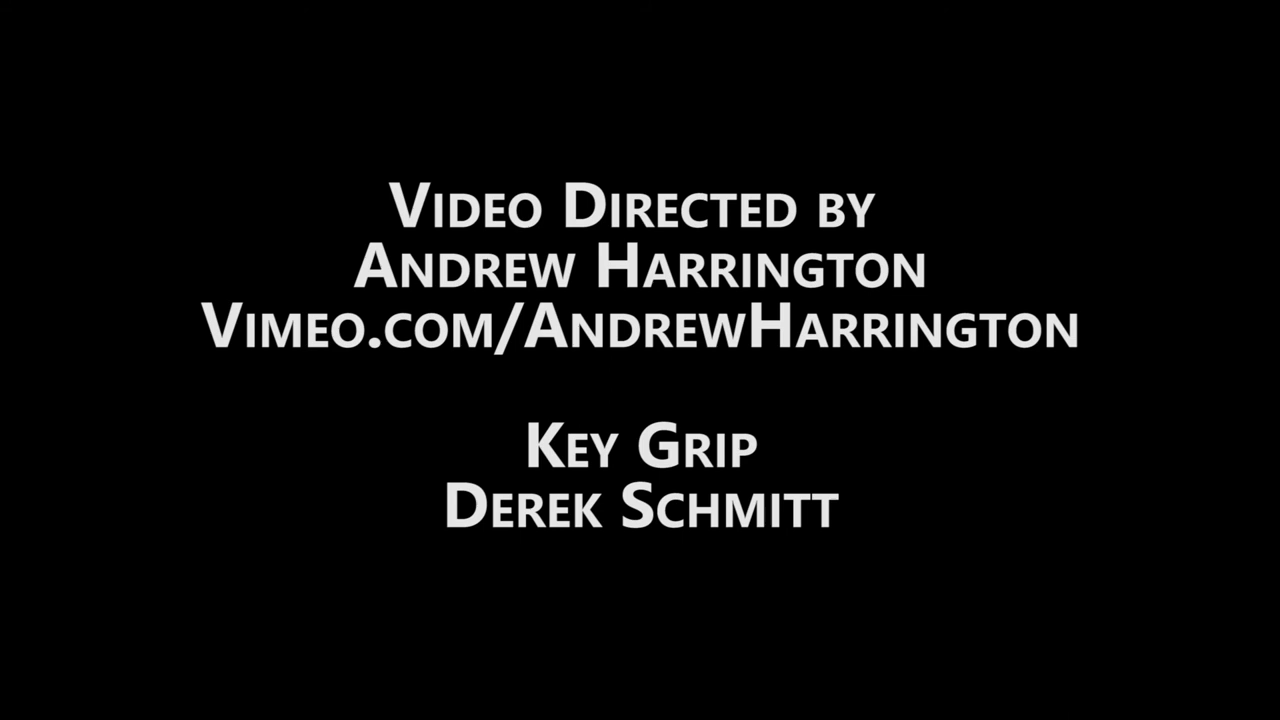 Video Directed by
Andrew Harrington
Vimeo.com/AndrewHarrington
Key Grip
Derek Schmitt